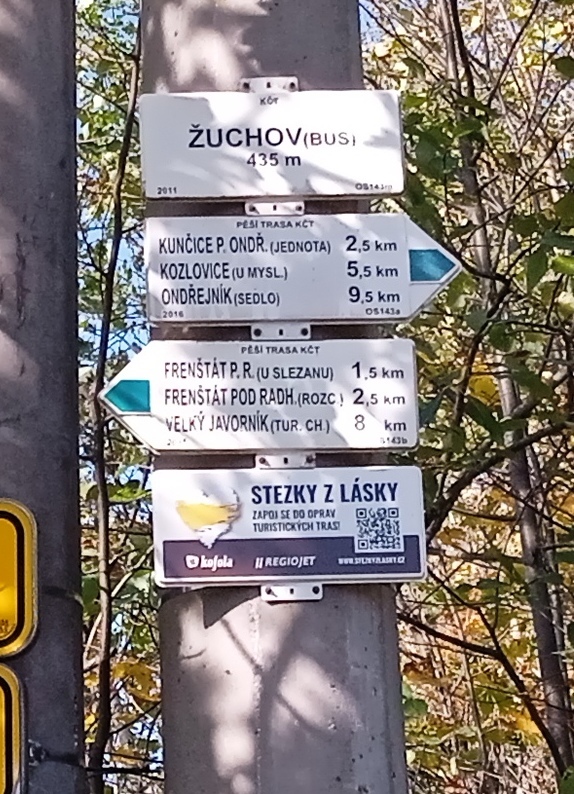 KČT
ŽUCHOV (BUS)
435 m
2011 OS143m
PĚŠÍ TRASA KČT
KUNČICE P. ONDŘ. (JEDNOTA) 2,5 km
KOZLOVICE (U MYSL.) 5,5 km
ONDŘEJNÍK (SEDLO) 9,5 km
2016 OS143a
PĚŠÍ TRASA KČT
FRENŠTÁT P. R. (U SLEZANU) 1,5 km
FRENŠTÁT POD RADH. (ROZC.) 2,5 km
VELKÝ JAVORNÍK (TUR. CH.) 8 km
STEZKY Z LÁSKY
ZAPOJ SE DO OPRAV
TURISTICKÝCH TRAS!
kofola REGIOJET WWW.STEZKYZLASKY.CZ